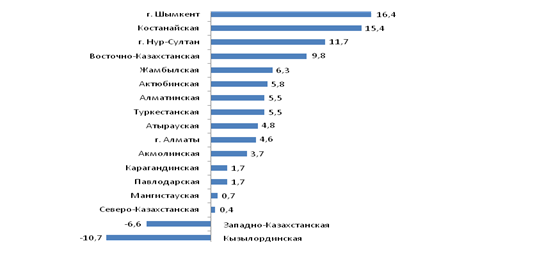 г. Шымкент 16,4
Костанайская 15,4
г. Нур-Султан 11,7
Восточно-Казахстанская 9,8
Жамбылская 6,3
Актюбинская 5,8
Алматинская 5,5
Туркестанская 5,5
Атырауская 4,8
г. Алматы 4,6
Акмолинская 3,7
Карагандинская 1,7
Павлодарская 1,7
Мангистауская 0,7
Северо-Казахстанская 0,4
-6,6 Западно-Казахстанская
-10,7 Кызылординская